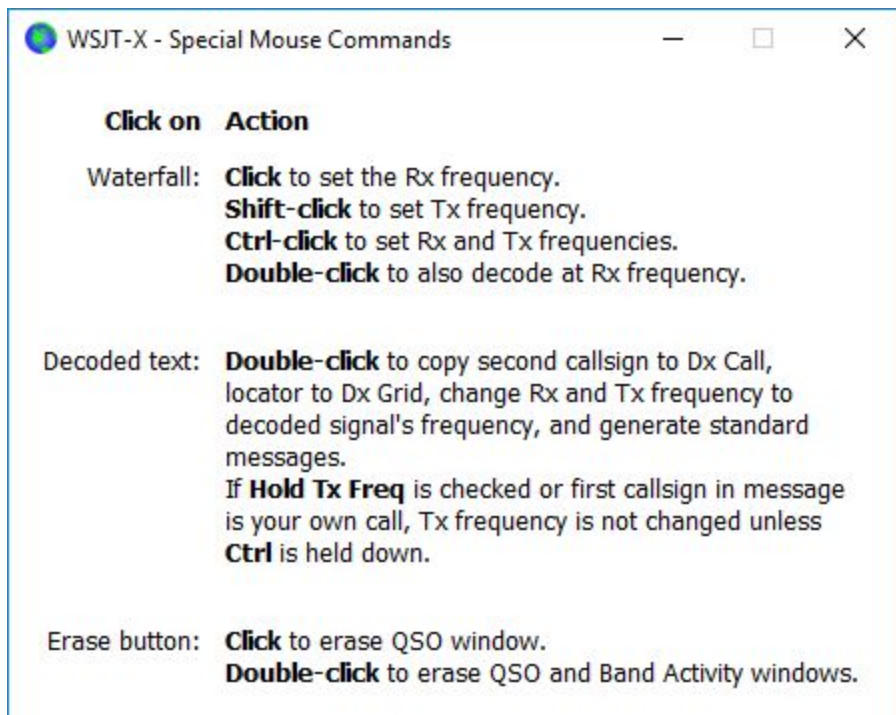 WSJT-X - Special Mouse Commands
Click on Action
Waterfall: Click to set the Rx frequency.
Shift-click to set Tx frequency.
Ctrl-click to set Rx and Tx frequencies.
Double-click to also decode at Rx frequency.
Decoded text: Double-click to copy second callsign to Dx Call,
locator to Dx Grid, change Rx and Tx frequency to
decoded signal's frequency, and generate standard
messages.
If Hold Tx Freq is checked or first callsign in message
is your own call, Tx frequency is not changed unless
Ctrl is held down.
Erase button: Click to erase QSO window.
Double-click to erase QSO and Band Activity windows.